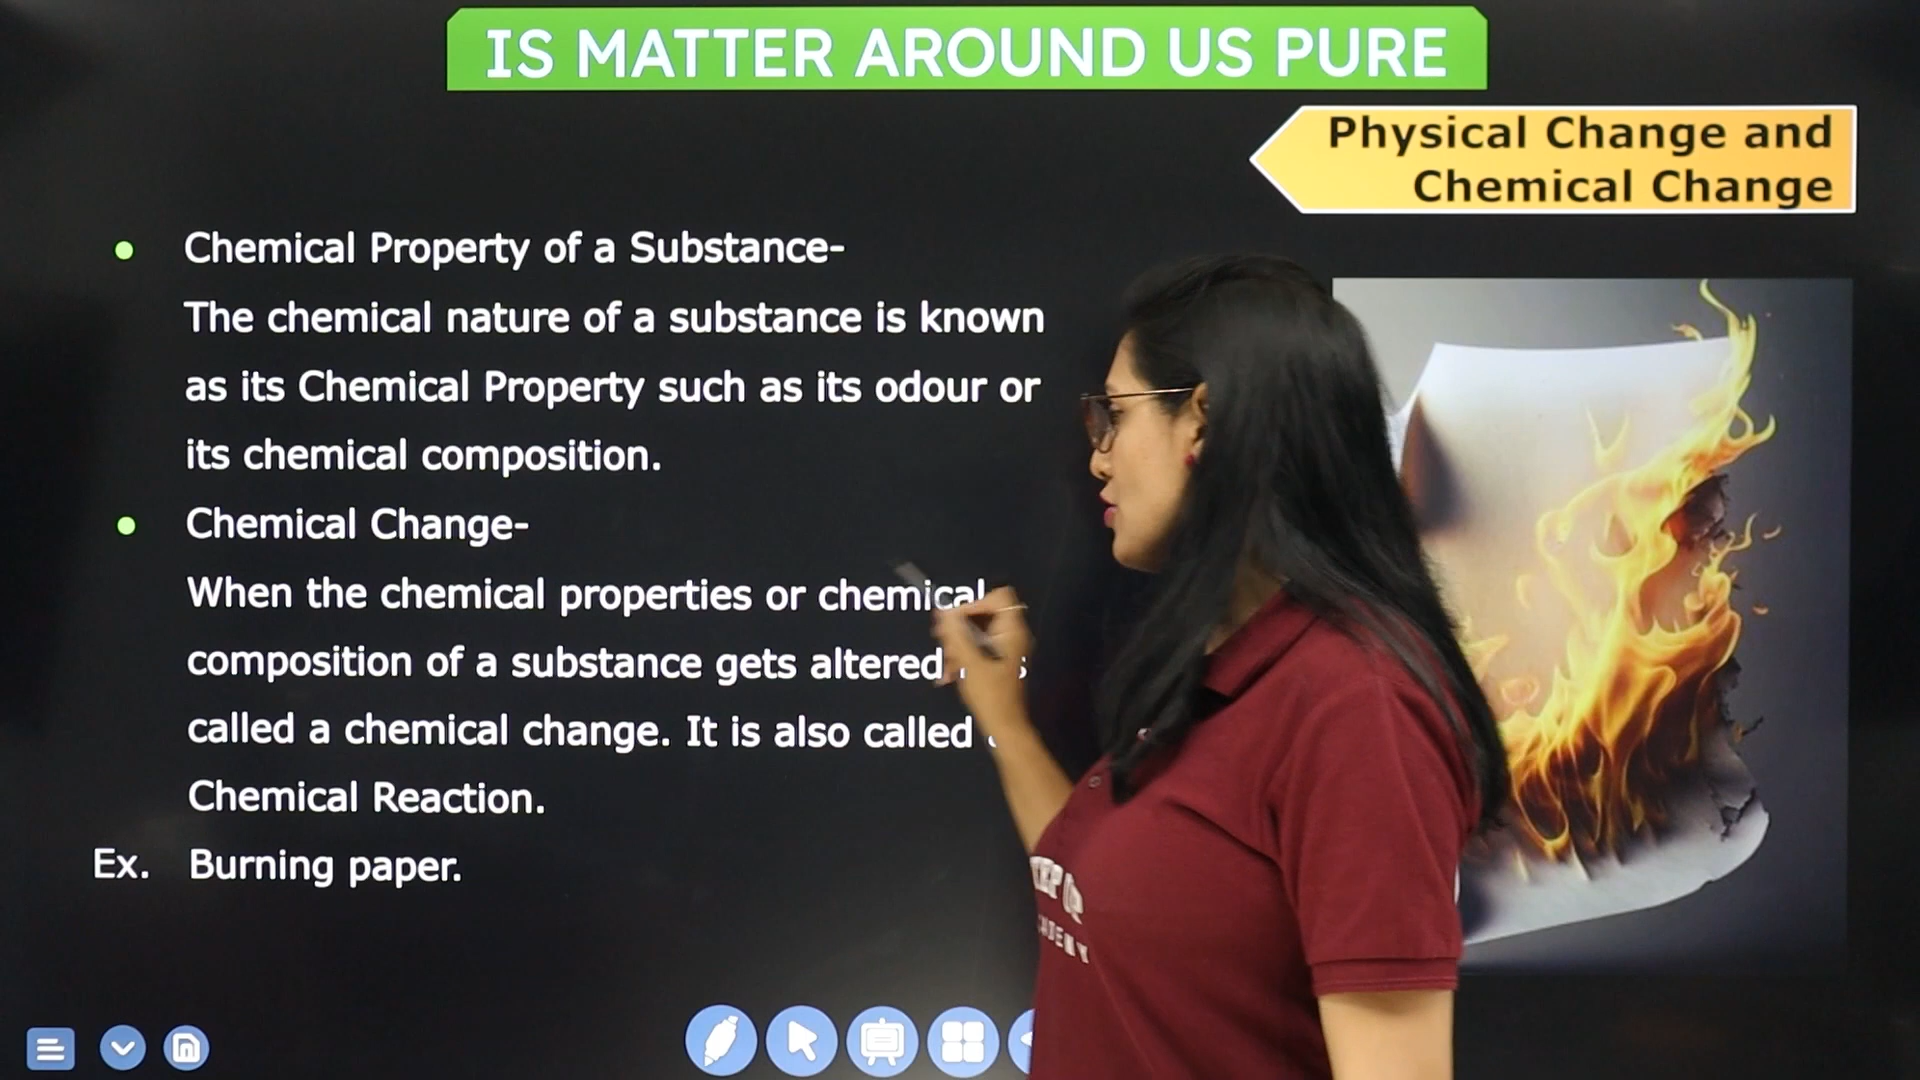 IS MATTER AROUND US PURE
Physical Change and
Chemical Change
Chemical Property of a Substance-
The chemical nature of a substance is known
as its Chemical Property such as its odour or
its chemical composition.
Chemical Change-
When the chemical properties or chemical
composition of a substance gets altered
called a chemical change. It is also called
Chemical Reaction.
Ex. Burning paper.